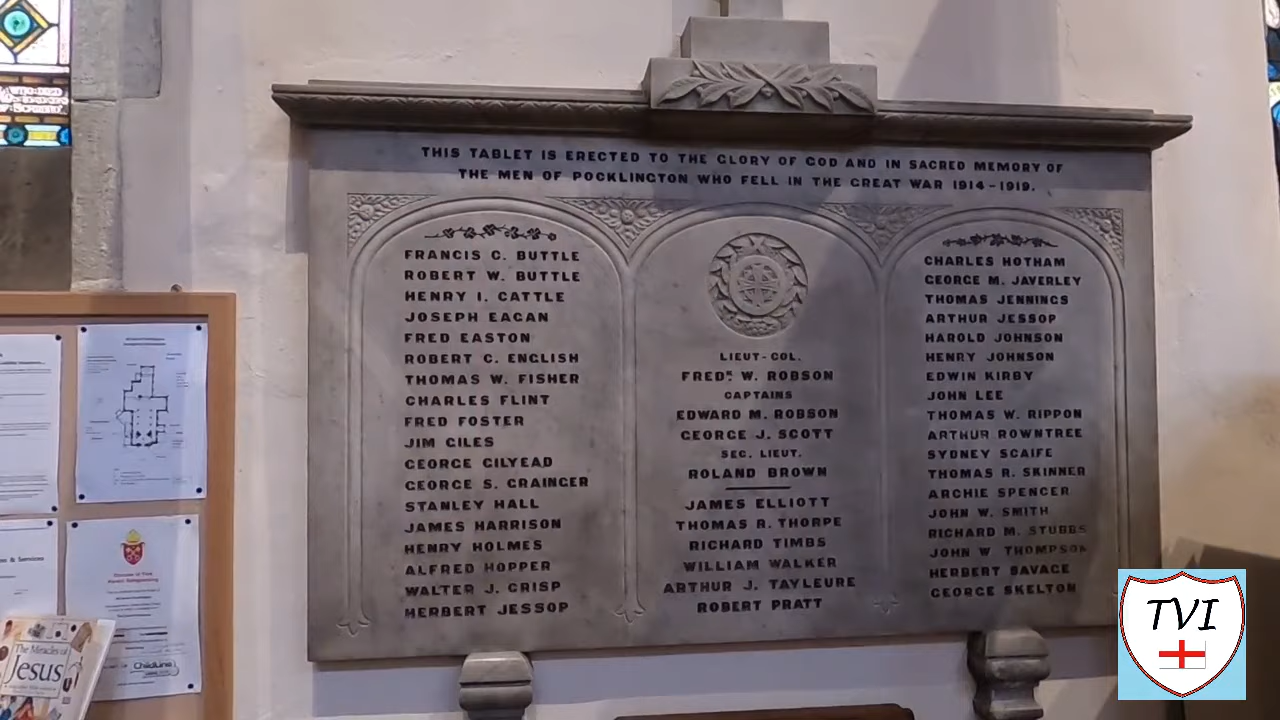 THIS TABLET IS ERECTED TO THE GLORY OF GOD AND IN SACRED MEMORY OF
THE MEN OF POCKLINGTON WHO FELL IN THE GREAT WAR 1914-1919.
FRANCIS C. BUTTLE
ROBERT W. BUTTLE
HENRY I. CATTLE
JOSEPH EAGAN
FRED EASTON
ROBERT C. ENGLISH
THOMAS W. FISHER
CHARLES FLINT
FRED FOSTER
JIM GILES
GEORGE GILYEAD
GEORGE S. GRAINGER
STANLEY HALL
JAMES HARRISON
HENRY HOLMES
ALFRED HOPPER
WALTER J. CRISP
HERBERT JESSOP
LIEUT-COL.
FREDK. W. ROBSON
CAPTAINS
EDWARD M. ROBSON
GEORGE J. SCOTT
SEC. LIEUT.
ROLAND BROWN
JAMES ELLIOTT
THOMAS R. THORPE
RICHARD TIMBS
WILLIAM WALKER
ARTHUR J. TAYLEURE
ROBERT PRATT
CHARLES HOTHAM
GEORGE M. JAVERLEY
THOMAS JENNINGS
ARTHUR JESSOP
HAROLD JOHNSON
HENRY JOHNSON
EDWIN KIRBY
JOHN LEE
THOMAS W. RIPPON
ARTHUR ROWNTREE
SYDNEY SCAIFE
THOMAS R. SKINNER
ARCHIE SPENCER
JOHN W. SMITH
RICHARD M. STUBBS
JOHN W THOMPSON
HERBERT SAVAGE
GEORGE SKELTON
& Services
ChildLine
The Miracles of
Jesus
TVI